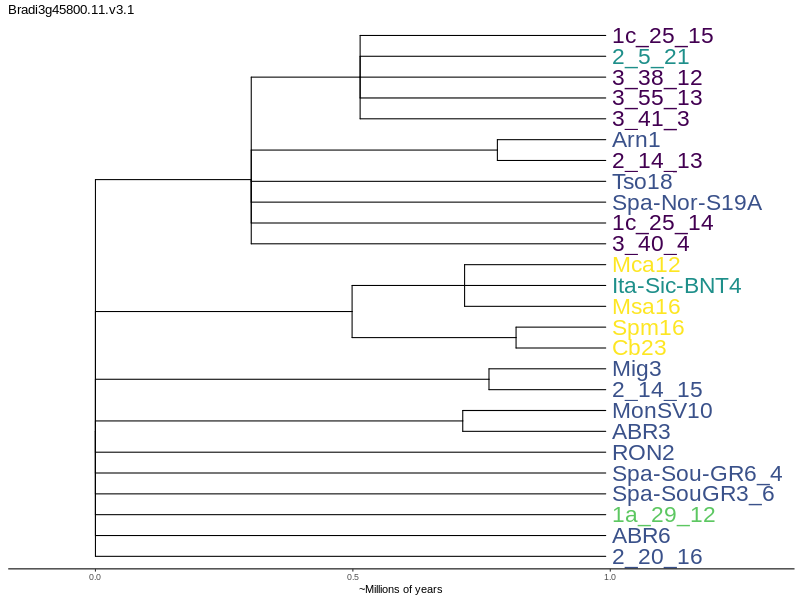 Bradi3g45800.11.v3.1
1c_25_15
2_5_21
3_38_12
3_55_13
3_41_3
Arn1
2_14_13
Tso18
Spa-Nor-S19A
1c_25_14
3_40_4
Mca12
Ita-Sic-BNT4
Msa16
Spm16
Cb23
Mig3
2_14_15
MonSV10
ABR3
RON2
Spa-Sou-GR6_4
Spa-SouGR3_6
1a_29_12
ABR6
2_20_16
0.0 0.5 1.0
~Millions of years